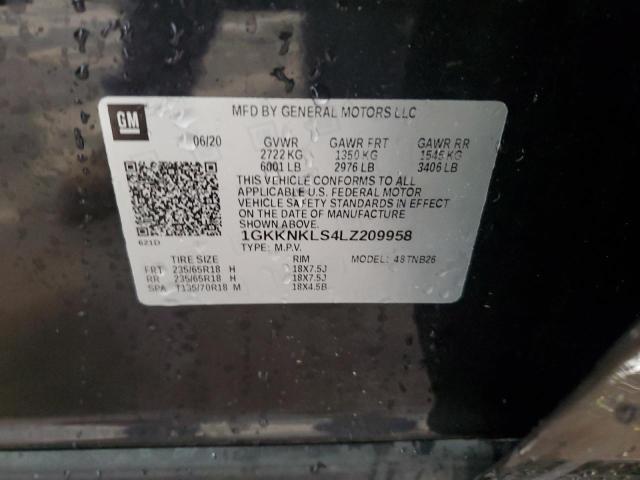 GM
MFD BY GENERAL MOTORS LLC
06/20 GVWR GAWR FRT GAWR RR
2722 KG 1350 KG 1545 KG
6001 LB 2976 LB 3406 LB
THIS VEHICLE CONFORMS TO ALL
APPLICABLE U.S. FEDERAL MOTOR
VEHICLE SAFETY STANDARDS IN EFFECT
ON THE DATE OF MANUFACTURE
SHOWN ABOVE.
1GKKNKLS4LZ209958
621D TYPE: M.P.V.
TIRE SIZE RIM MODEL: 48TNB26
FRT 235/65R18 H 18X7.5J
RR 235/65R18 H 18X7.5J
SPA T135/70R18 M 18X4.5B